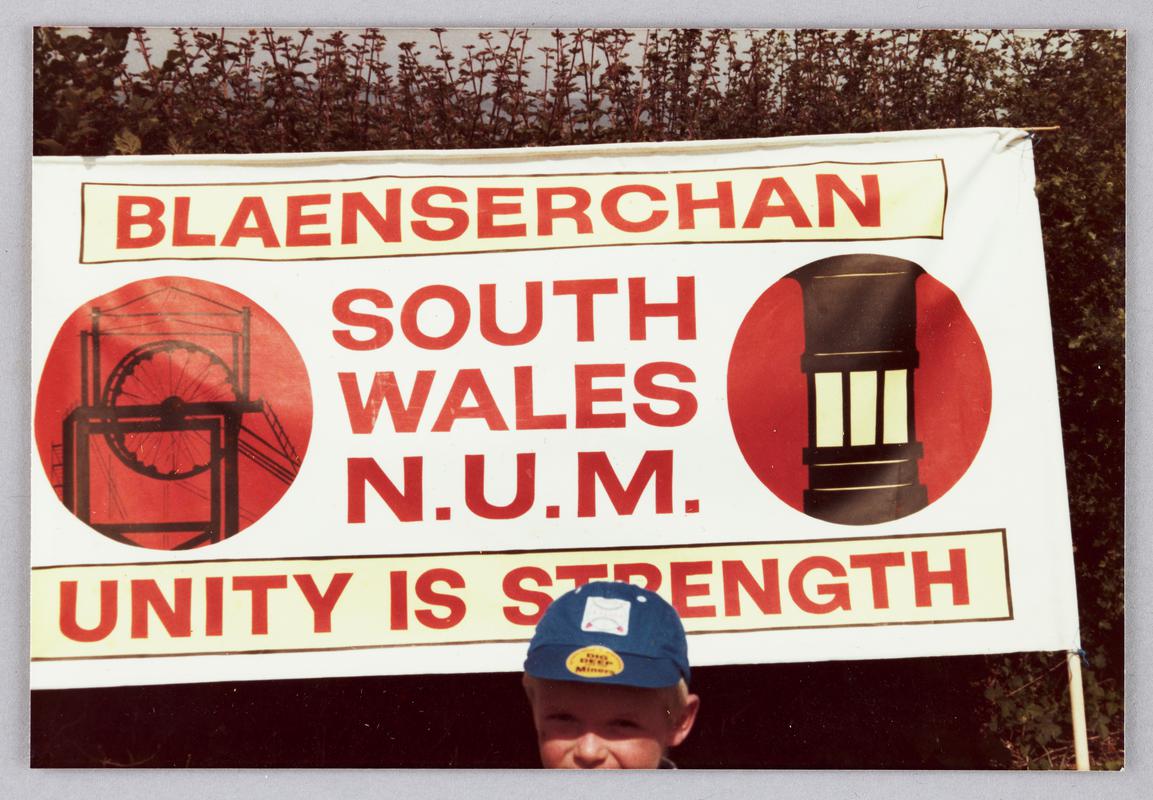 BLAENSERCHAN
SOUTH
WALES
N.U.M.
UNITY IS STRENGTH
DIG
DEEP
Miners